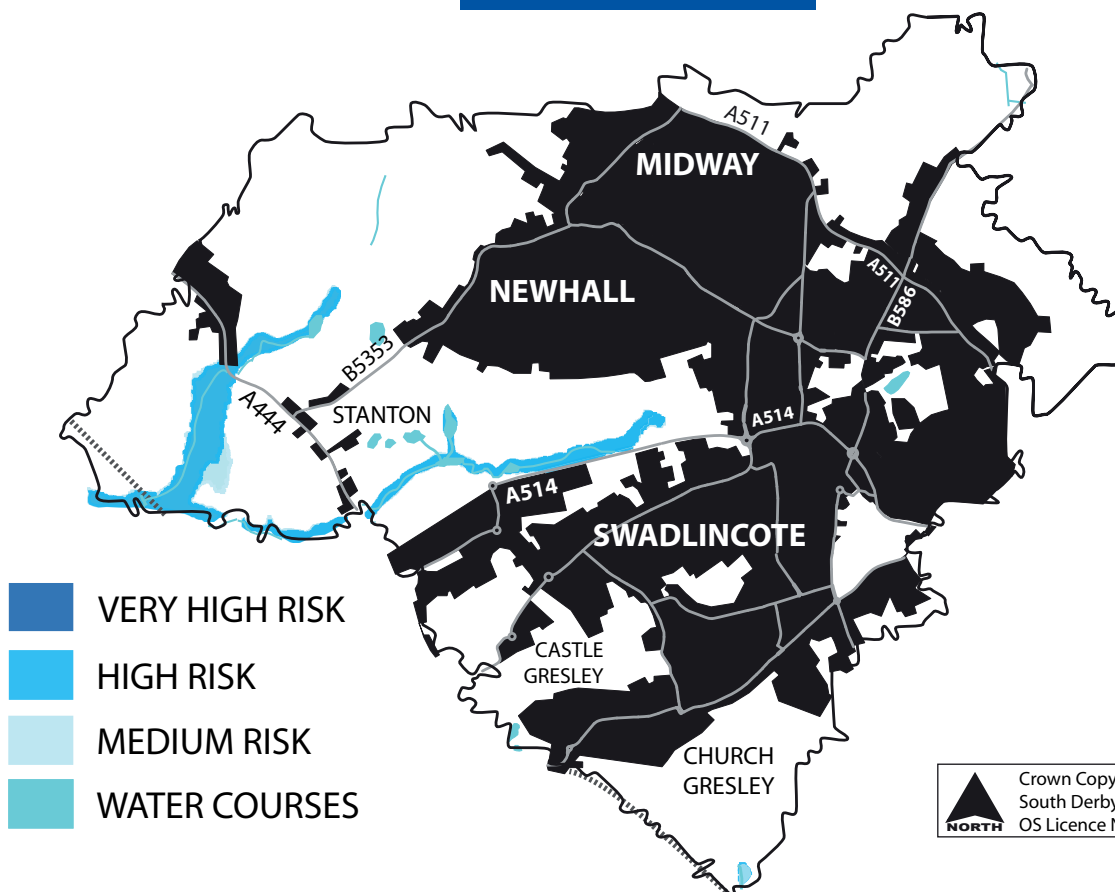 A511
MIDWAY
A511
B586
NEWHALL
B5353
A444
STANTON
A514
A514
SWADLINCOTE
CASTLE
GRESLEY
CHURCH
GRESLEY
VERY HIGH RISK
HIGH RISK
MEDIUM RISK
WATER COURSES
NORTH
Crown Copy
South Derby
OS Licence N